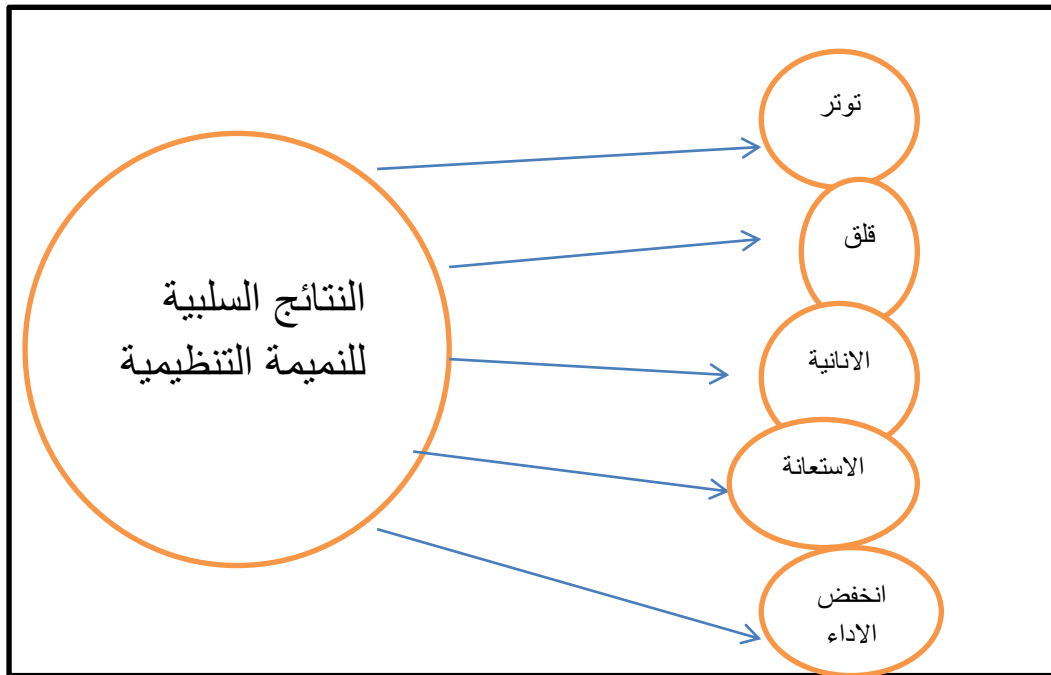 النتائج السلبية
للنميمة التنظيمية
توتر
قلق
الانانية
الاستعانة
انخفض
الاداء